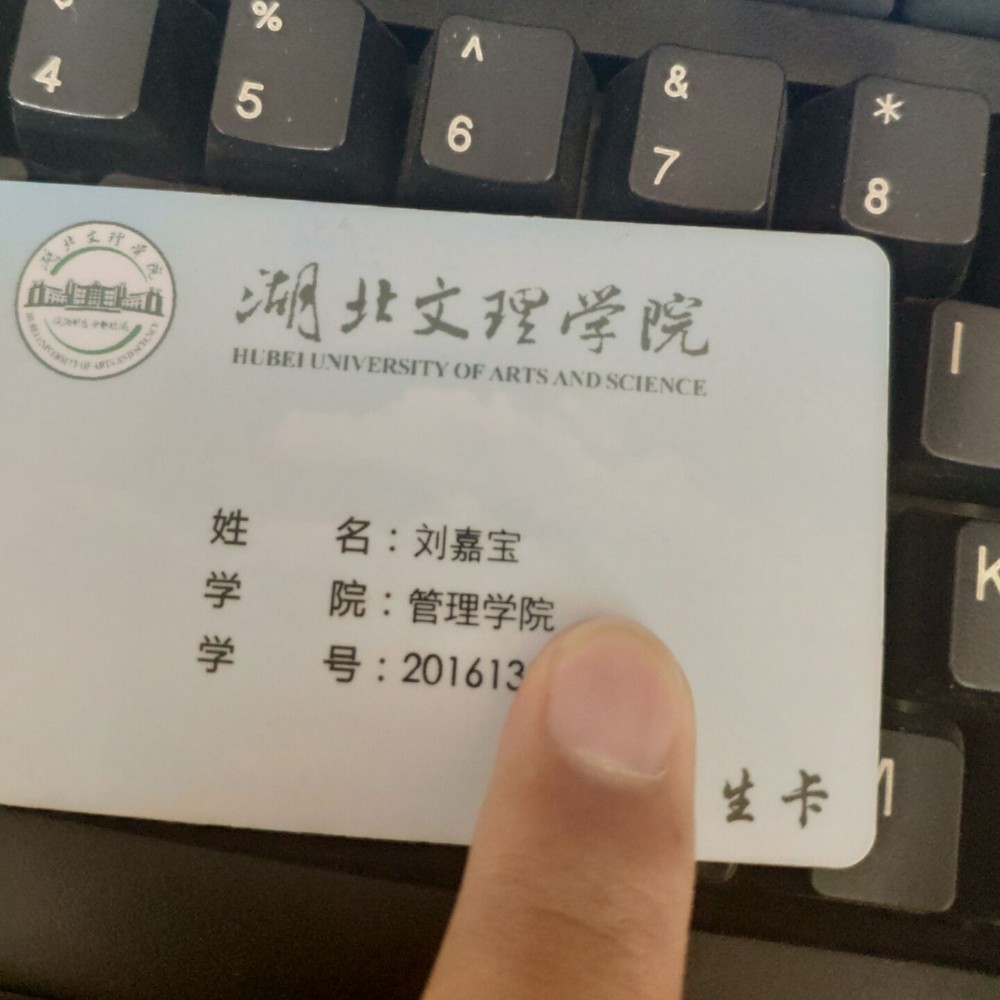 % ^ & *
4 5 6 7 8
湖北文理学院
HUBEI UNIVERSITY OF ARTS AND SCIENCE
湖北文理学院
HUBEI UNIVERSITY OF ARTS AND SCIENCE
I
姓 名：刘嘉宝
K
学 院：管理学院
学 号：201613
生卡
M